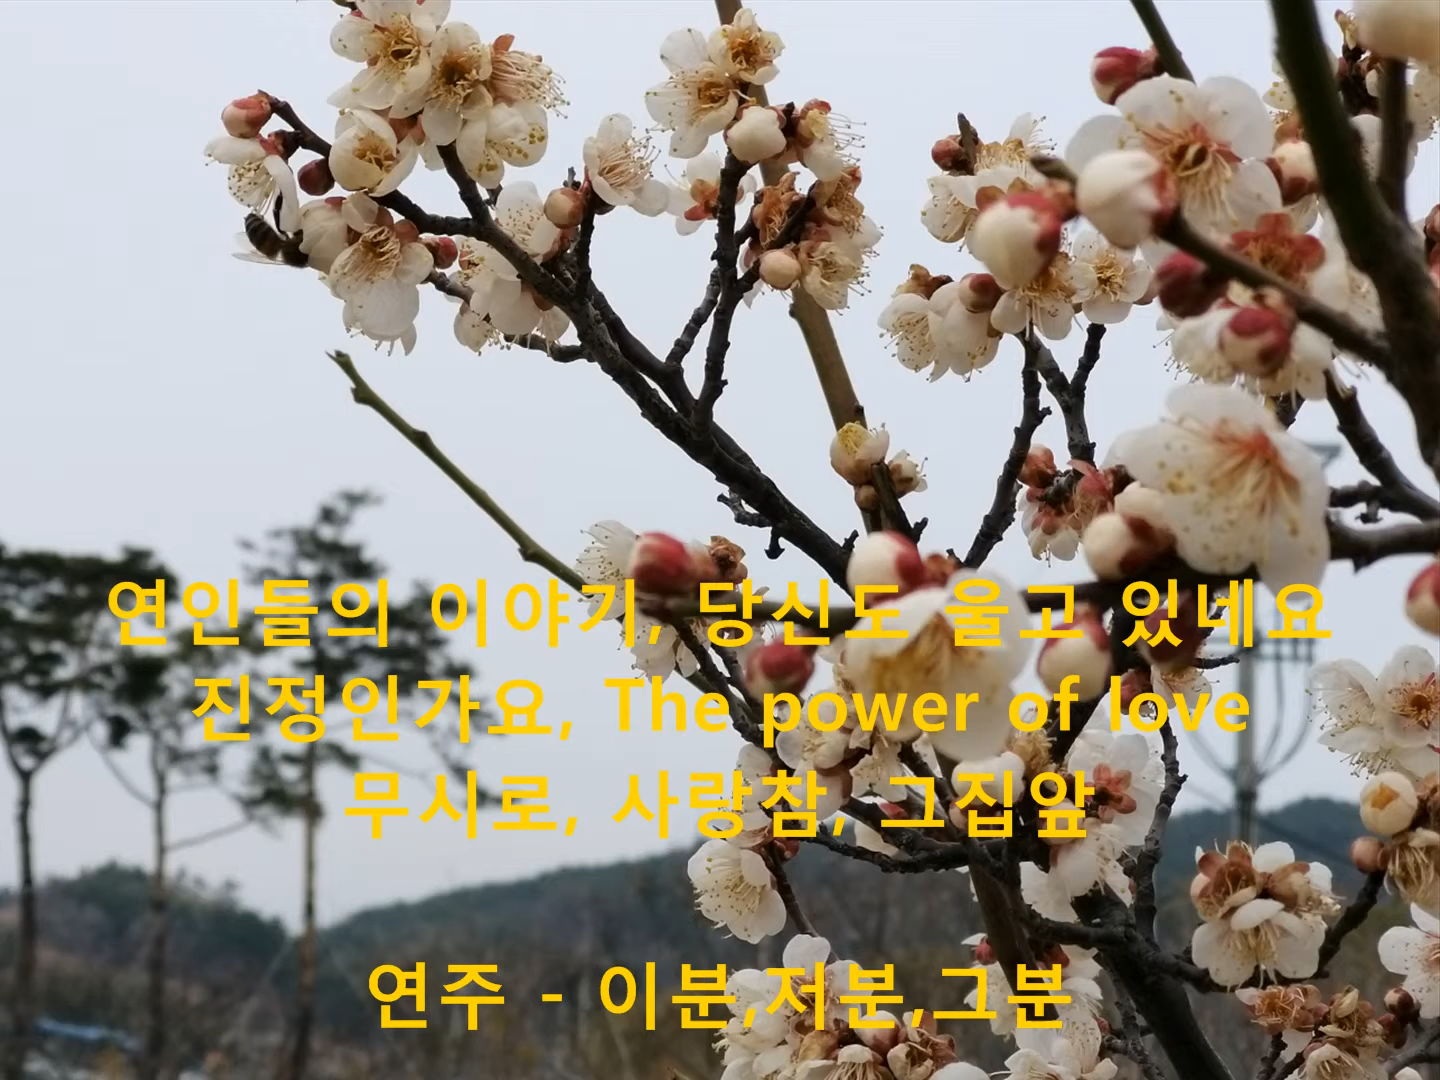 연인들의 이야기, 당신도 울고 있네요
진정인가요, The power of love
무시로, 사랑참, 그집앞
연주 - 이분,저분,그분